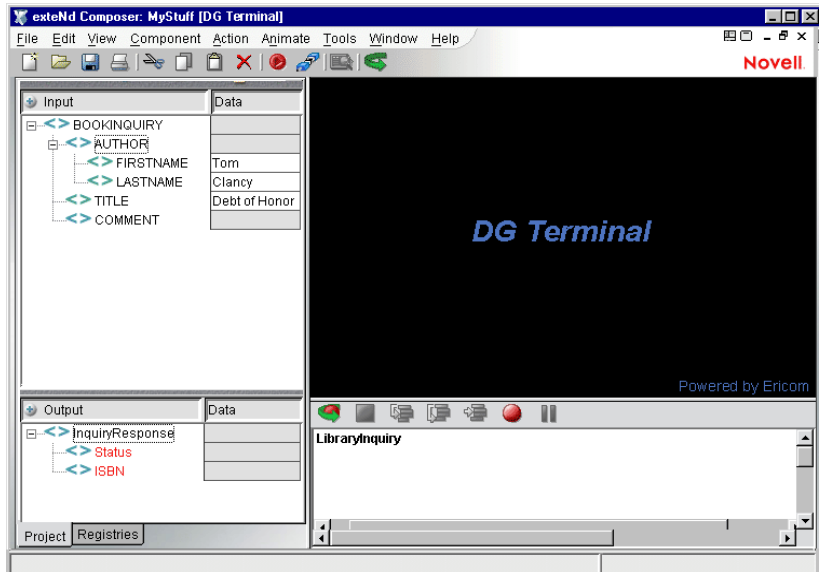 exteNd Composer: MyStuff [DG Terminal]
File Edit View Component Action Animate Tools Window Help
Novell.
Input Data
BOOKINQUIRY
AUTHOR
FIRSTNAME Tom
LASTNAME Clancy
TITLE Debt of Honor
COMMENT
DG Terminal
Powered by Ericom
Output Data
InquiryResponse
Status
ISBN
LibraryInquiry
Project Registries